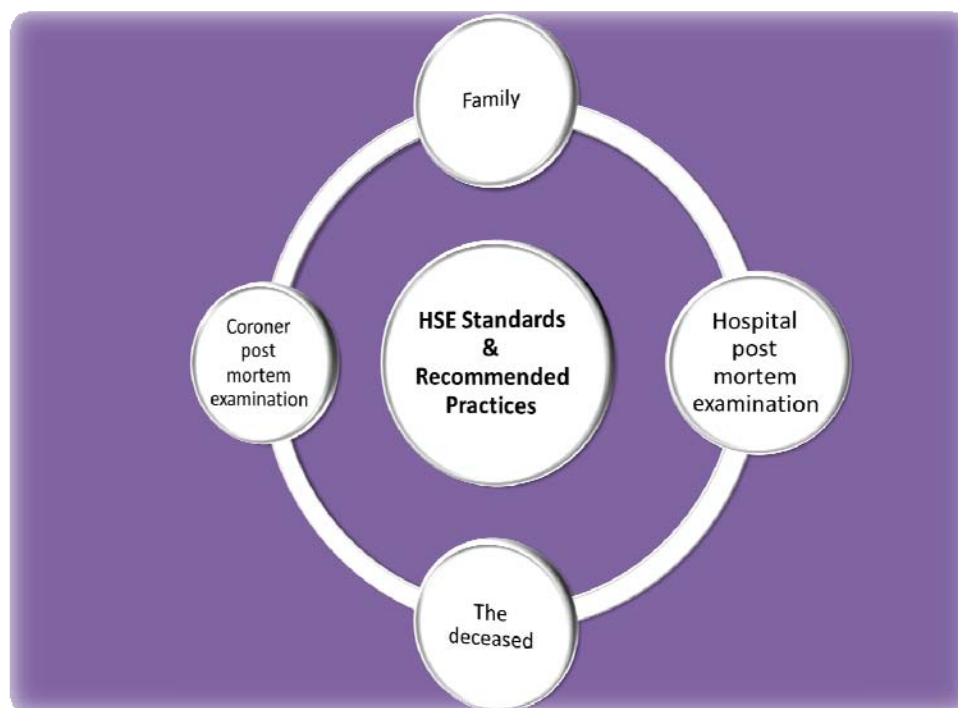 Family
Coroner
post
mortem
examination
HSE Standards
&
Recommended
Practices
Hospital
post
mortem
examination
The
deceased